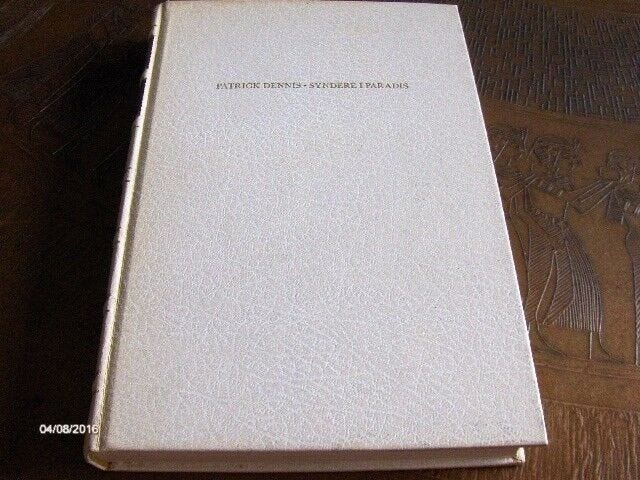 PATRICK DENNIS · SYNDERE I PARADIS
04/08/2016